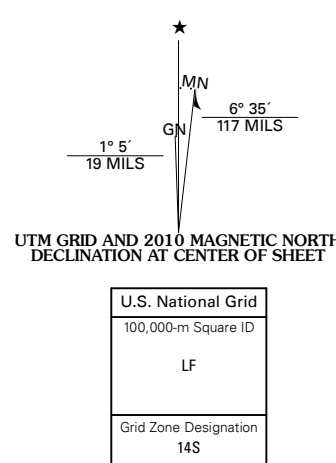 ★
MN
GN
6° 35´
117 MILS
1° 5´
19 MILS
UTM GRID AND 2010 MAGNETIC NORTH
DECLINATION AT CENTER OF SHEET
U.S. National Grid
100,000-m Square ID
LF
Grid Zone Designation
14S